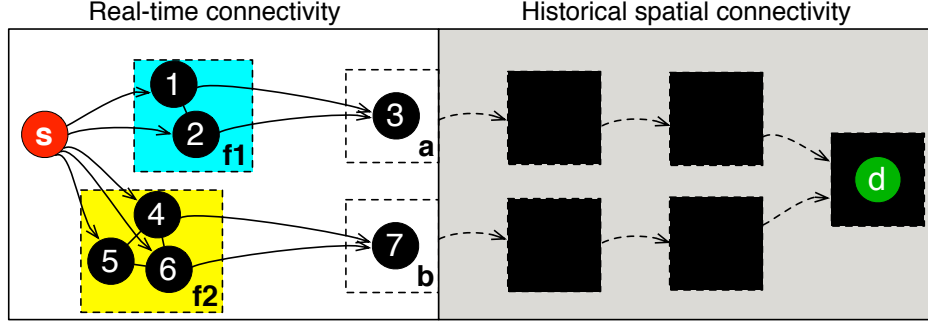 Real-time connectivity
Historical spatial connectivity
s
1
2
f1
3
a
4
5
6
f2
7
b
d